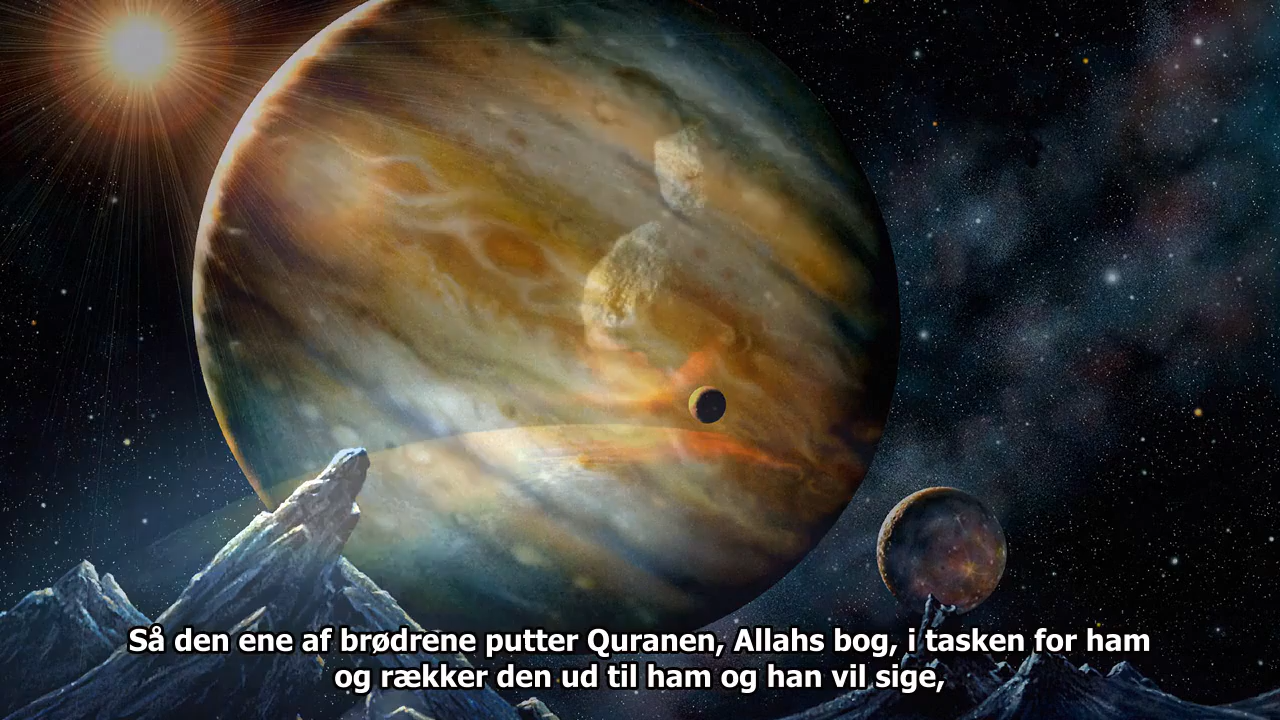 Så den ene af brødrene putter Quranen, Allahs bog, i tasken for ham
og rækker den ud til ham og han vil sige,